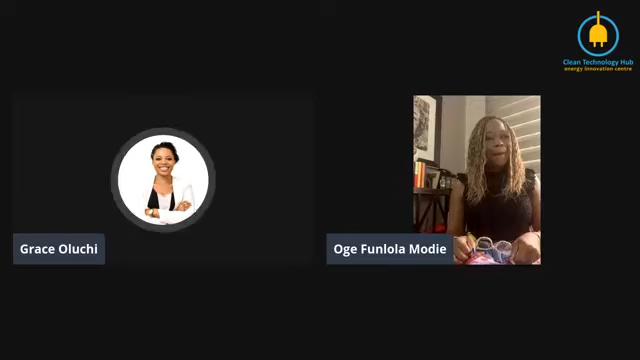 Clean Technology Hub
energy innovation centre
Grace Oluchi
Oge Funlola Modie